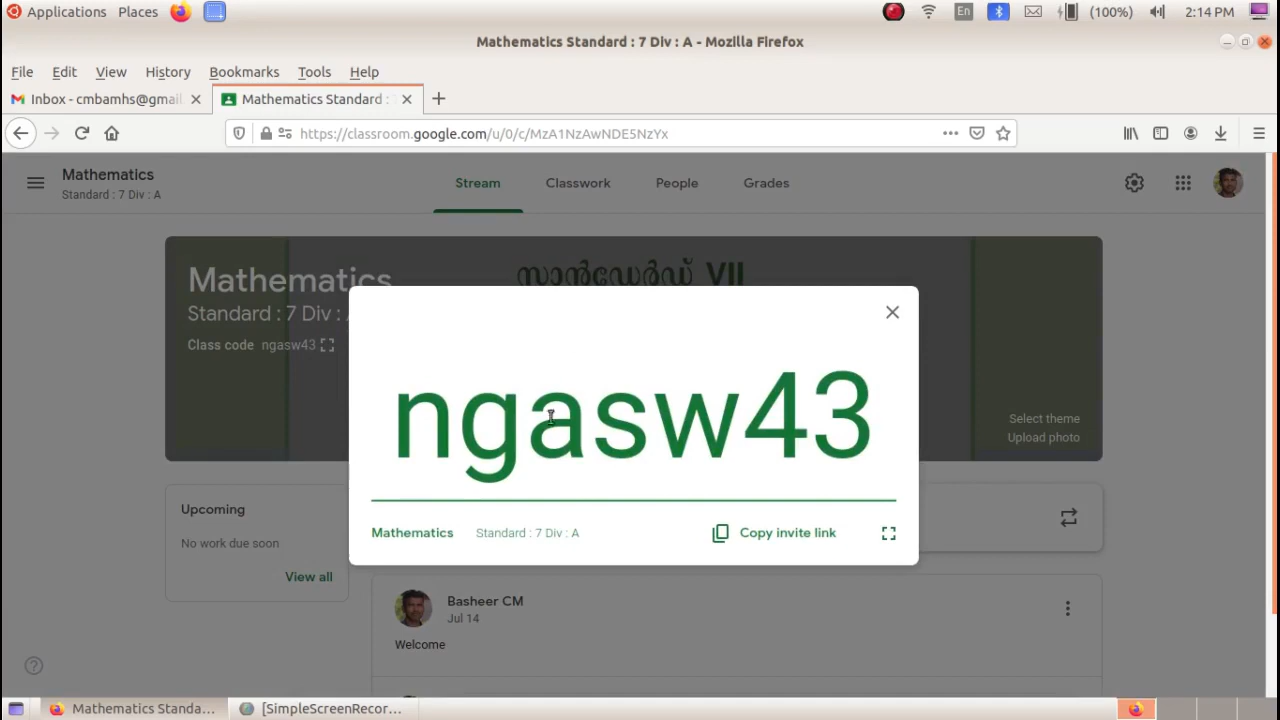 Applications Places En (100%) 2:14 PM
Mathematics Standard : 7 Div : A - Mozilla Firefox
File Edit View History Bookmarks Tools Help
Inbox - cmbamhs@gmail. Mathematics Standard :
https://classroom.google.com/u/0/c/MzA1NzAwNDE5NzYx
Mathematics
Standard : 7 Div : A
Stream Classwork People Grades
സ്റ്റാൻഡേർഡ് VII
Mathematics
Standard : 7 Div :
Class code ngasw43
Select theme
Upload photo
ngasw43
Mathematics Standard : 7 Div : A Copy invite link
Upcoming
No work due soon
View all
Basheer CM
Jul 14
Welcome
Mathematics Standa... [SimpleScreenRecor...